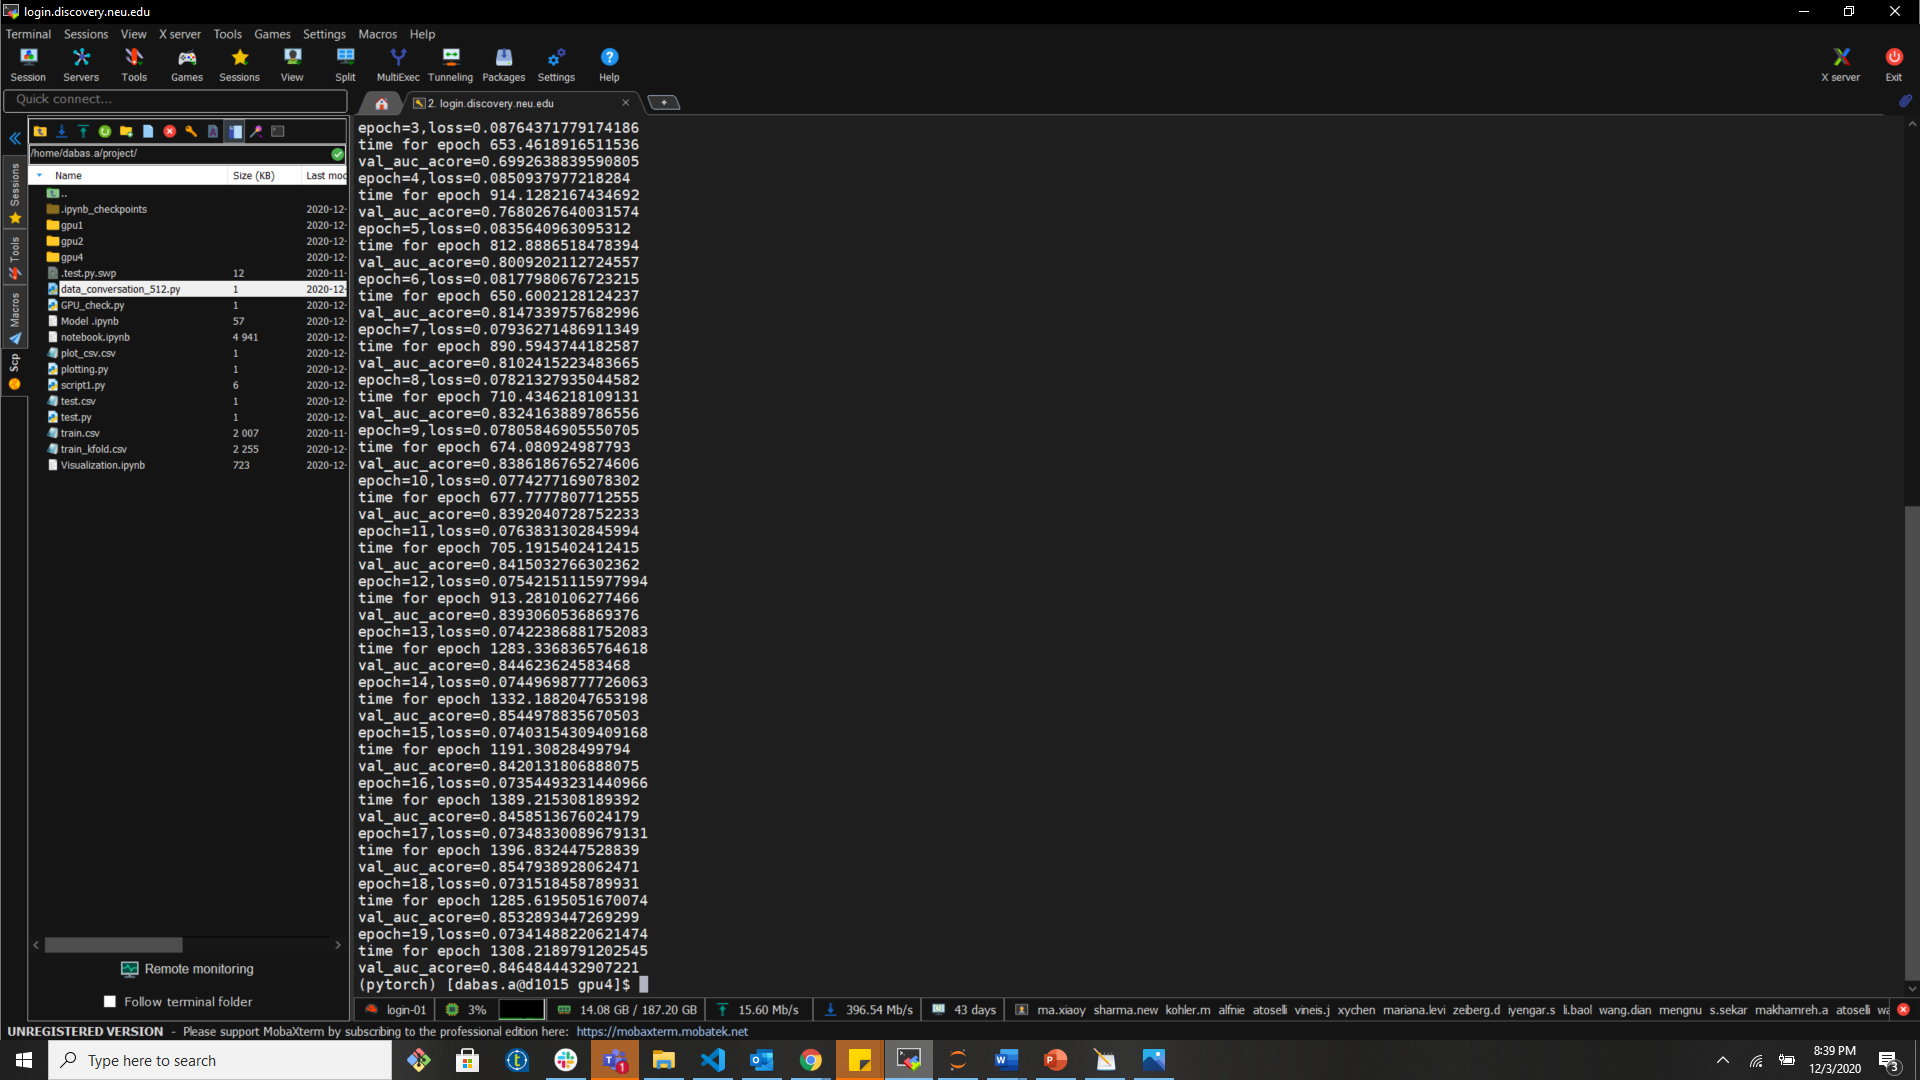 login.discovery.neu.edu
Terminal Sessions View X server Tools Games Settings Macros Help
Session Servers Tools Games Sessions View Split MultiExec Tunneling Packages Settings Help X server Exit
Quick connect...
2. login.discovery.neu.edu
/home/dabas.a/project/
Name Size (KB) Last mod
..
.ipynb_checkpoints 2020-12-
gpu1 2020-12-
gpu2 2020-12-
gpu4 2020-12-
.test.py.swp 12 2020-11-
data_conversation_512.py 1 2020-12-
GPU_check.py 1 2020-12-
Model .ipynb 57 2020-12-
notebook.ipynb 4 941 2020-12-
plot_csv.csv 1 2020-12-
plotting.py 1 2020-12-
script1.py 6 2020-12-
test.csv 1 2020-12-
test.py 1 2020-12-
train.csv 2 007 2020-11-
train_kfold.csv 2 255 2020-12-
Visualization.ipynb 723 2020-12-
Sessions
Tools
Macros
Scp
Remote monitoring
Follow terminal folder
epoch=3,loss=0.08764371779174186
time for epoch 653.4618916511536
val_auc_acore=0.6992638839590805
epoch=4,loss=0.0850937977218284
time for epoch 914.1282167434692
val_auc_acore=0.7680267640031574
epoch=5,loss=0.0835640963095312
time for epoch 812.8886518478394
val_auc_acore=0.8009202112724557
epoch=6,loss=0.08177980676723215
time for epoch 650.6002128124237
val_auc_acore=0.8147339757682996
epoch=7,loss=0.07936271486911349
time for epoch 890.5943744182587
val_auc_acore=0.8102415223483665
epoch=8,loss=0.07821327935044582
time for epoch 710.4346218109131
val_auc_acore=0.8324163889786556
epoch=9,loss=0.07805846905550705
time for epoch 674.080924987793
val_auc_acore=0.8386186765274606
epoch=10,loss=0.0774277169078302
time for epoch 677.7777807712555
val_auc_acore=0.8392040728752233
epoch=11,loss=0.0763831302845994
time for epoch 705.1915402412415
val_auc_acore=0.8415032766302362
epoch=12,loss=0.07542151115977994
time for epoch 913.2810106277466
val_auc_acore=0.8393060536869376
epoch=13,loss=0.07422386881752083
time for epoch 1283.3368365764618
val_auc_acore=0.844623624583468
epoch=14,loss=0.07449698777726063
time for epoch 1332.1882047653198
val_auc_acore=0.8544978835670503
epoch=15,loss=0.07403154309409168
time for epoch 1191.30828499794
val_auc_acore=0.8420131806888075
epoch=16,loss=0.07354493231440966
time for epoch 1389.215308189392
val_auc_acore=0.8458513676024179
epoch=17,loss=0.07348330089679131
time for epoch 1396.832447528839
val_auc_acore=0.8547938928062471
epoch=18,loss=0.0731518458789931
time for epoch 1285.6195051670074
val_auc_acore=0.8532893447269299
epoch=19,loss=0.07341488220621474
time for epoch 1308.2189791202545
val_auc_acore=0.8464844432907221
(pytorch) [dabas.a@d1015 gpu4]$
login-01 3% 14.08 GB / 187.20 GB 15.60 Mb/s 396.54 Mb/s 43 days ma.xiaoy sharma.new kohler.m alfnie atoselli vineis.j xychen mariana.levi zeiberg.d iyengar.s li.baol wang.dian mengnu s.sekar makhamreh.a atoselli wa
UNREGISTERED VERSION - Please support MobaXterm by subscribing to the professional edition here: https://mobaxterm.mobatek.net
Type here to search
1
8:39 PM
12/3/2020
3